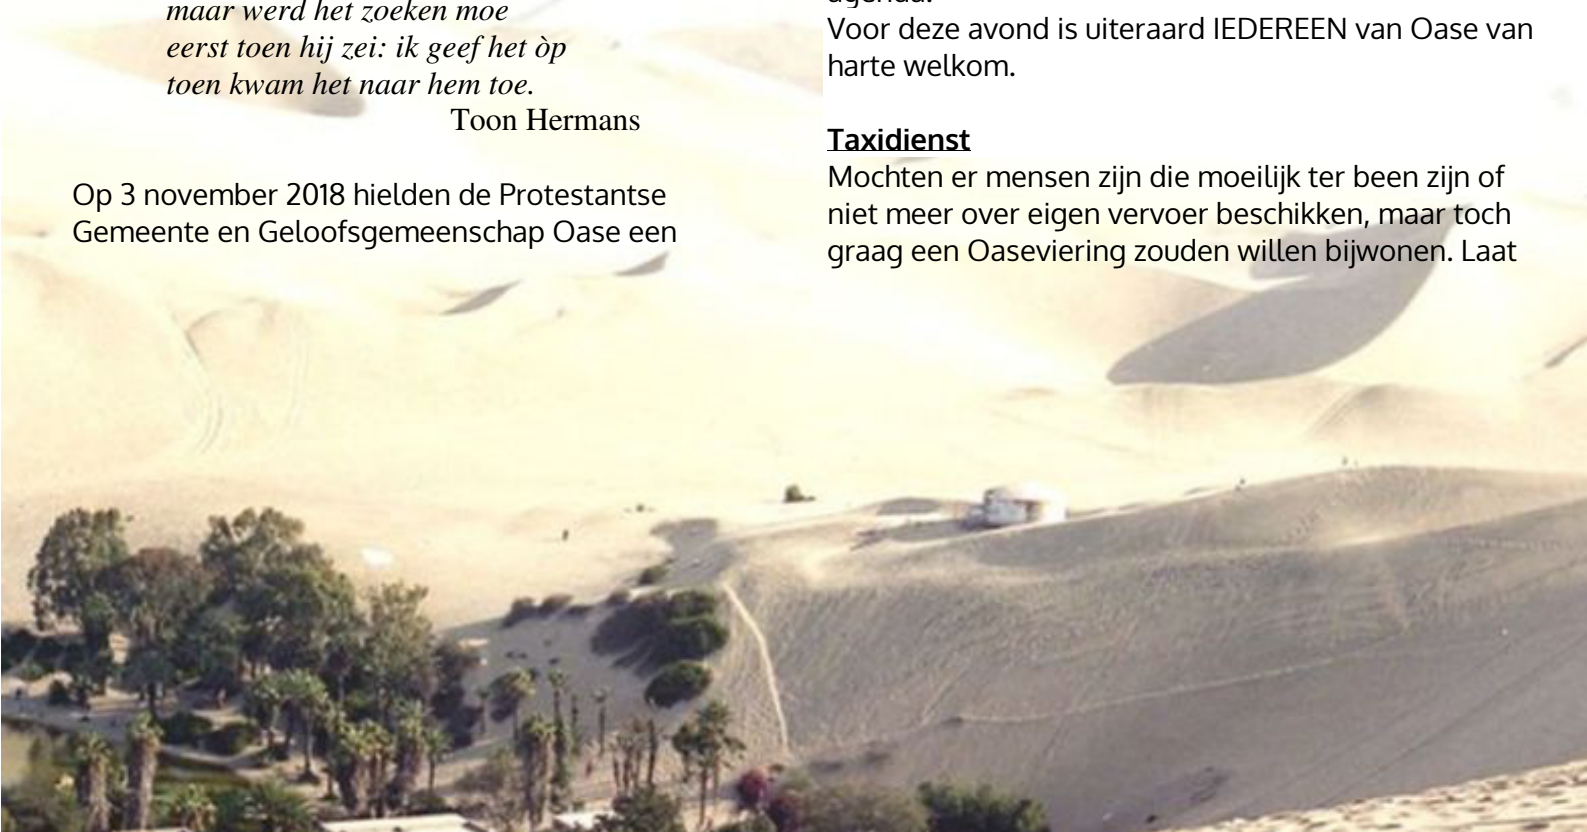 maar werd het zoeken moe
eerst toen hij zei: ik geef het òp
toen kwam het naar hem toe.
Toon Hermans
Op 3 november 2018 hielden de Protestantse
Gemeente en Geloofsgemeenschap Oase een
agenda.
Voor deze avond is uiteraard IEDEREEN van Oase van
harte welkom.
Taxidienst
Mochten er mensen zijn die moeilijk ter been zijn of
niet meer over eigen vervoer beschikken, maar toch
graag een Oaseviering zouden willen bijwonen. Laat